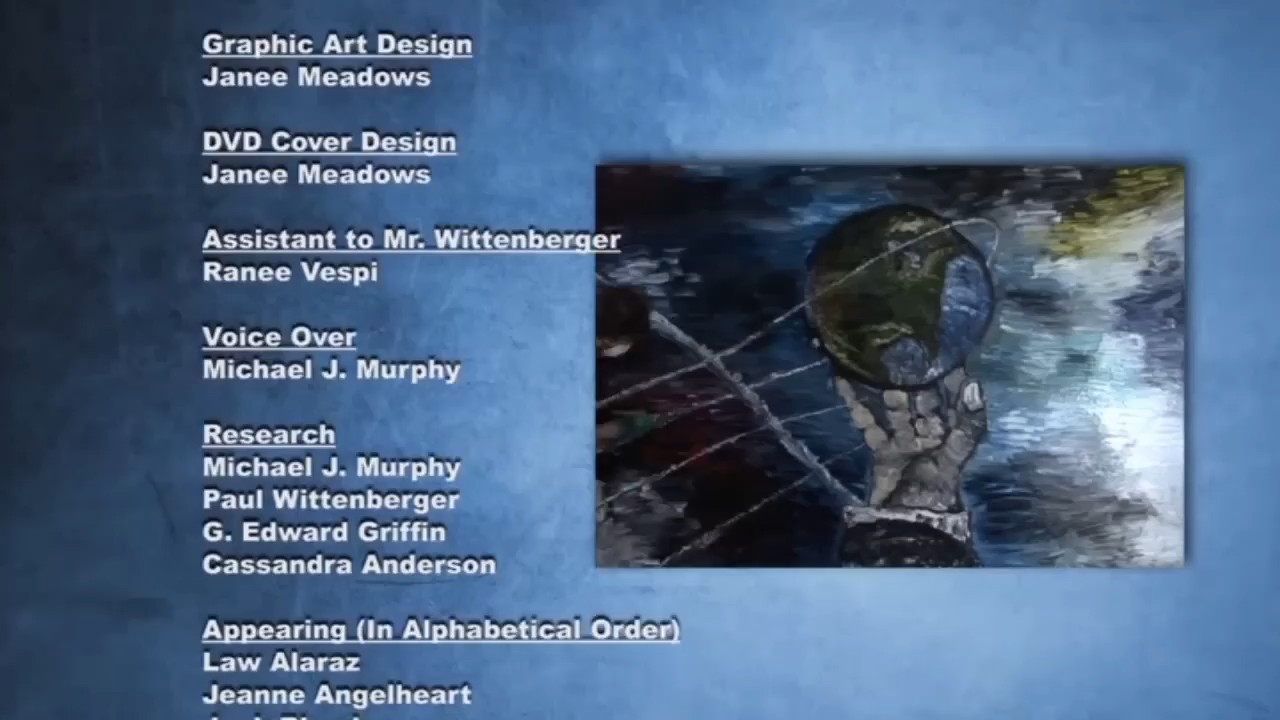 Graphic Art Design
Janee Meadows
DVD Cover Design
Janee Meadows
Assistant to Mr. Wittenberger
Ranee Vespi
Voice Over
Michael J. Murphy
Research
Michael J. Murphy
Paul Wittenberger
G. Edward Griffin
Cassandra Anderson
Appearing (In Alphabetical Order)
Law Alaraz
Jeanne Angelheart